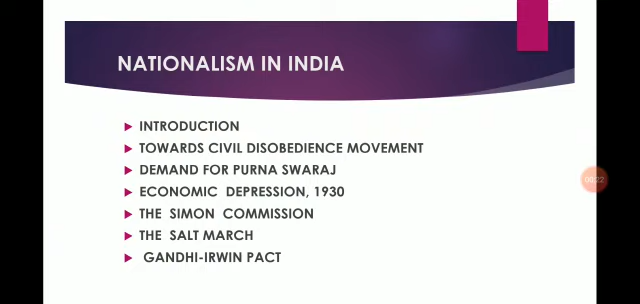 NATIONALISM IN INDIA
INTRODUCTION
TOWARDS CIVIL DISOBEDIENCE MOVEMENT
DEMAND FOR PURNA SWARAJ
ECONOMIC DEPRESSION, 1930
THE SIMON COMMISSION
THE SALT MARCH
GANDHI-IRWIN PACT